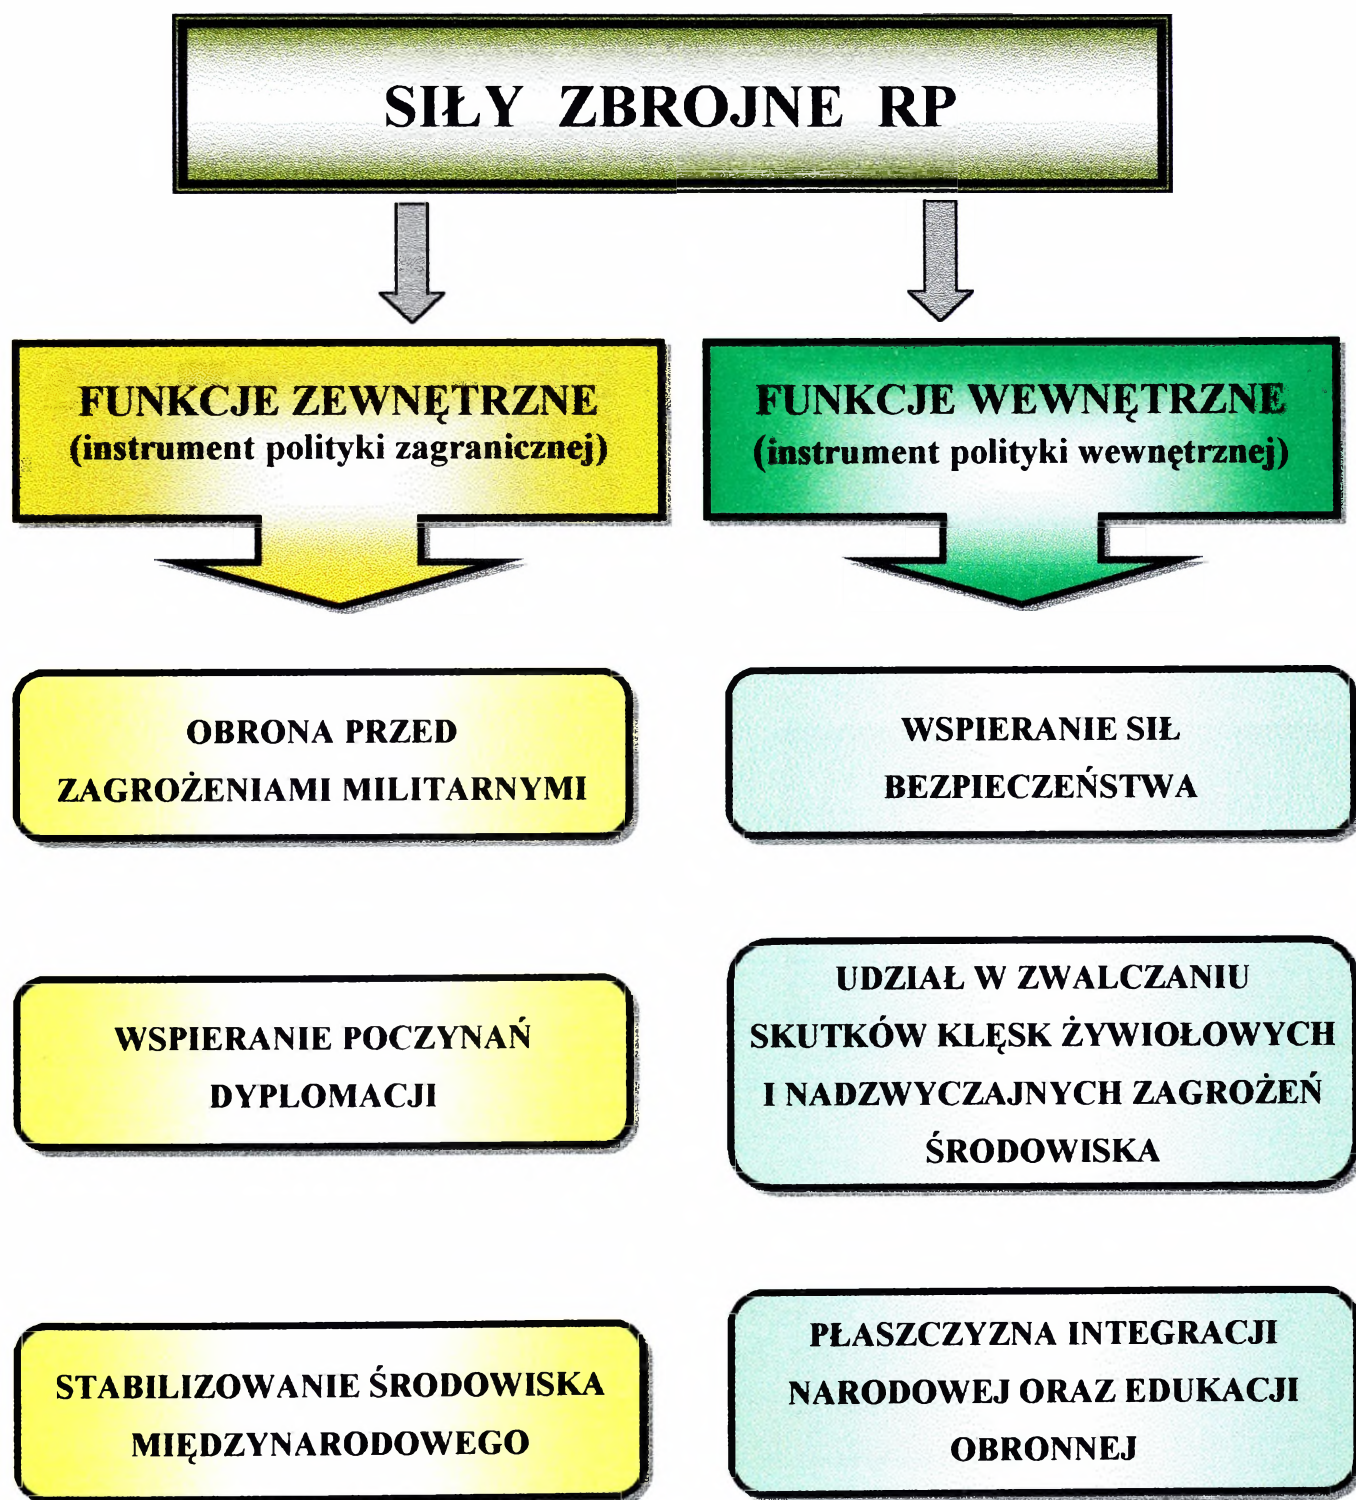 SIŁY ZBROJNE RP
FUNKCJE ZEWNĘTRZNE
(instrument polityki zagranicznej)
OBRONA PRZED
ZAGROŻENIAMI MILITARNYMI
WSPIERANIE POCZYNAŃ
DYPLOMACJI
STABILIZOWANIE ŚRODOWISKA
MIĘDZYNARODOWEGO
FUNKCJE WEWNĘTRZNE
(instrument polityki wewnętrznej)
WSPIERANIE SIŁ
BEZPIECZEŃSTWA
UDZIAŁ W ZWALCZANIU
SKUTKÓW KLĘSK ŻYWIOŁOWYCH
I NADZWYCZAJNYCH ZAGROŻEŃ
ŚRODOWISKA
PŁASZCZYZNA INTEGRACJI
NARODOWEJ ORAZ EDUKACJI
OBRONNEJ